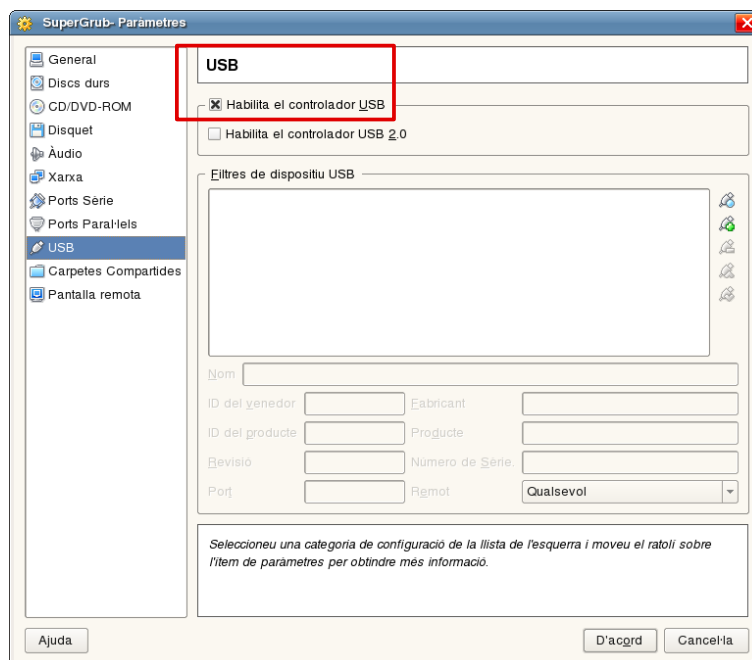 SuperGrub- Paràmetres
General
Discs durs
CD/DVD-ROM
Disquet
Àudio
Xarxa
Ports Sèrie
Ports Paral·lels
USB
Carpetes Compartides
Pantalla remota
USB
Habilita el controlador USB
Habilita el controlador USB 2.0
Filtres de dispositiu USB
Nom
ID del venedor
Fabricant
ID del producte
Producte
Revisió
Número de Sèrie.
Port
Remot
Qualsevol
Seleccioneu una categoria de configuració de la llista de l'esquerra i moveu el ratolí sobre
l'ítem de paràmetres per obtindre més informació.
Ajuda
D'acord
Cancel·la